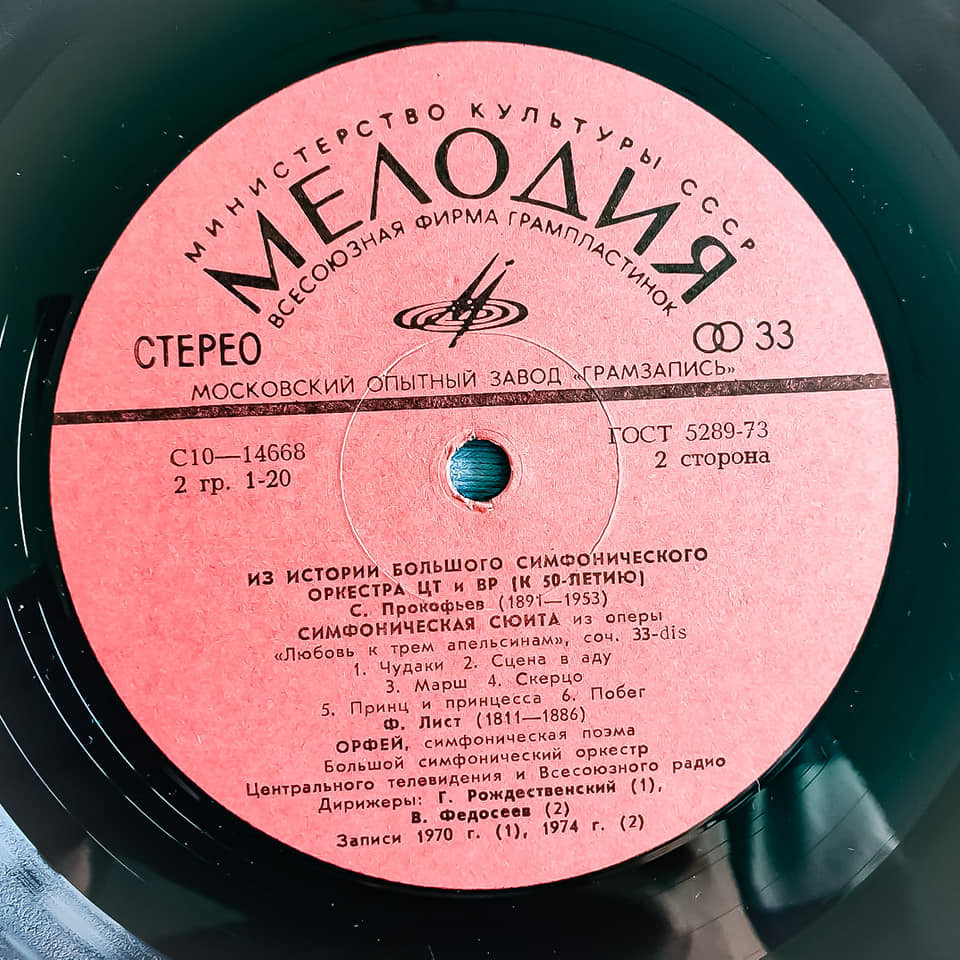 МИНИСТЕРСТВО КУЛЬТУРЫ СССР
МЕЛОДИЯ
ВСЕСОЮЗНАЯ ФИРМА ГРАМПЛАСТИНОК
СТЕРЕО
33
МОСКОВСКИЙ ОПЫТНЫЙ ЗАВОД «ГРАМЗАПИСЬ»
С10—14668
ГОСТ 5289-73
2 гр. 1-20
2 сторона
ИЗ ИСТОРИИ БОЛЬШОГО СИМФОНИЧЕСКОГО
ОРКЕСТРА ЦТ и ВР (К 50-ЛЕТИЮ)
С. Прокофьев (1891—1953)
СИМФОНИЧЕСКАЯ СЮИТА из оперы
«Любовь к трем апельсинам», соч. 33-dis
1. Чудаки 2. Сцена в аду
3. Марш 4. Скерцо
5. Принц и принцесса 6. Побег
Ф. Лист (1811—1886)
ОРФЕЙ, симфоническая поэма
Большой симфонический оркестр
Центрального телевидения и Всесоюзного радио
Дирижеры: Г. Рождественский (1),
В. Федосеев (2)
Записи 1970 г. (1), 1974 г. (2)